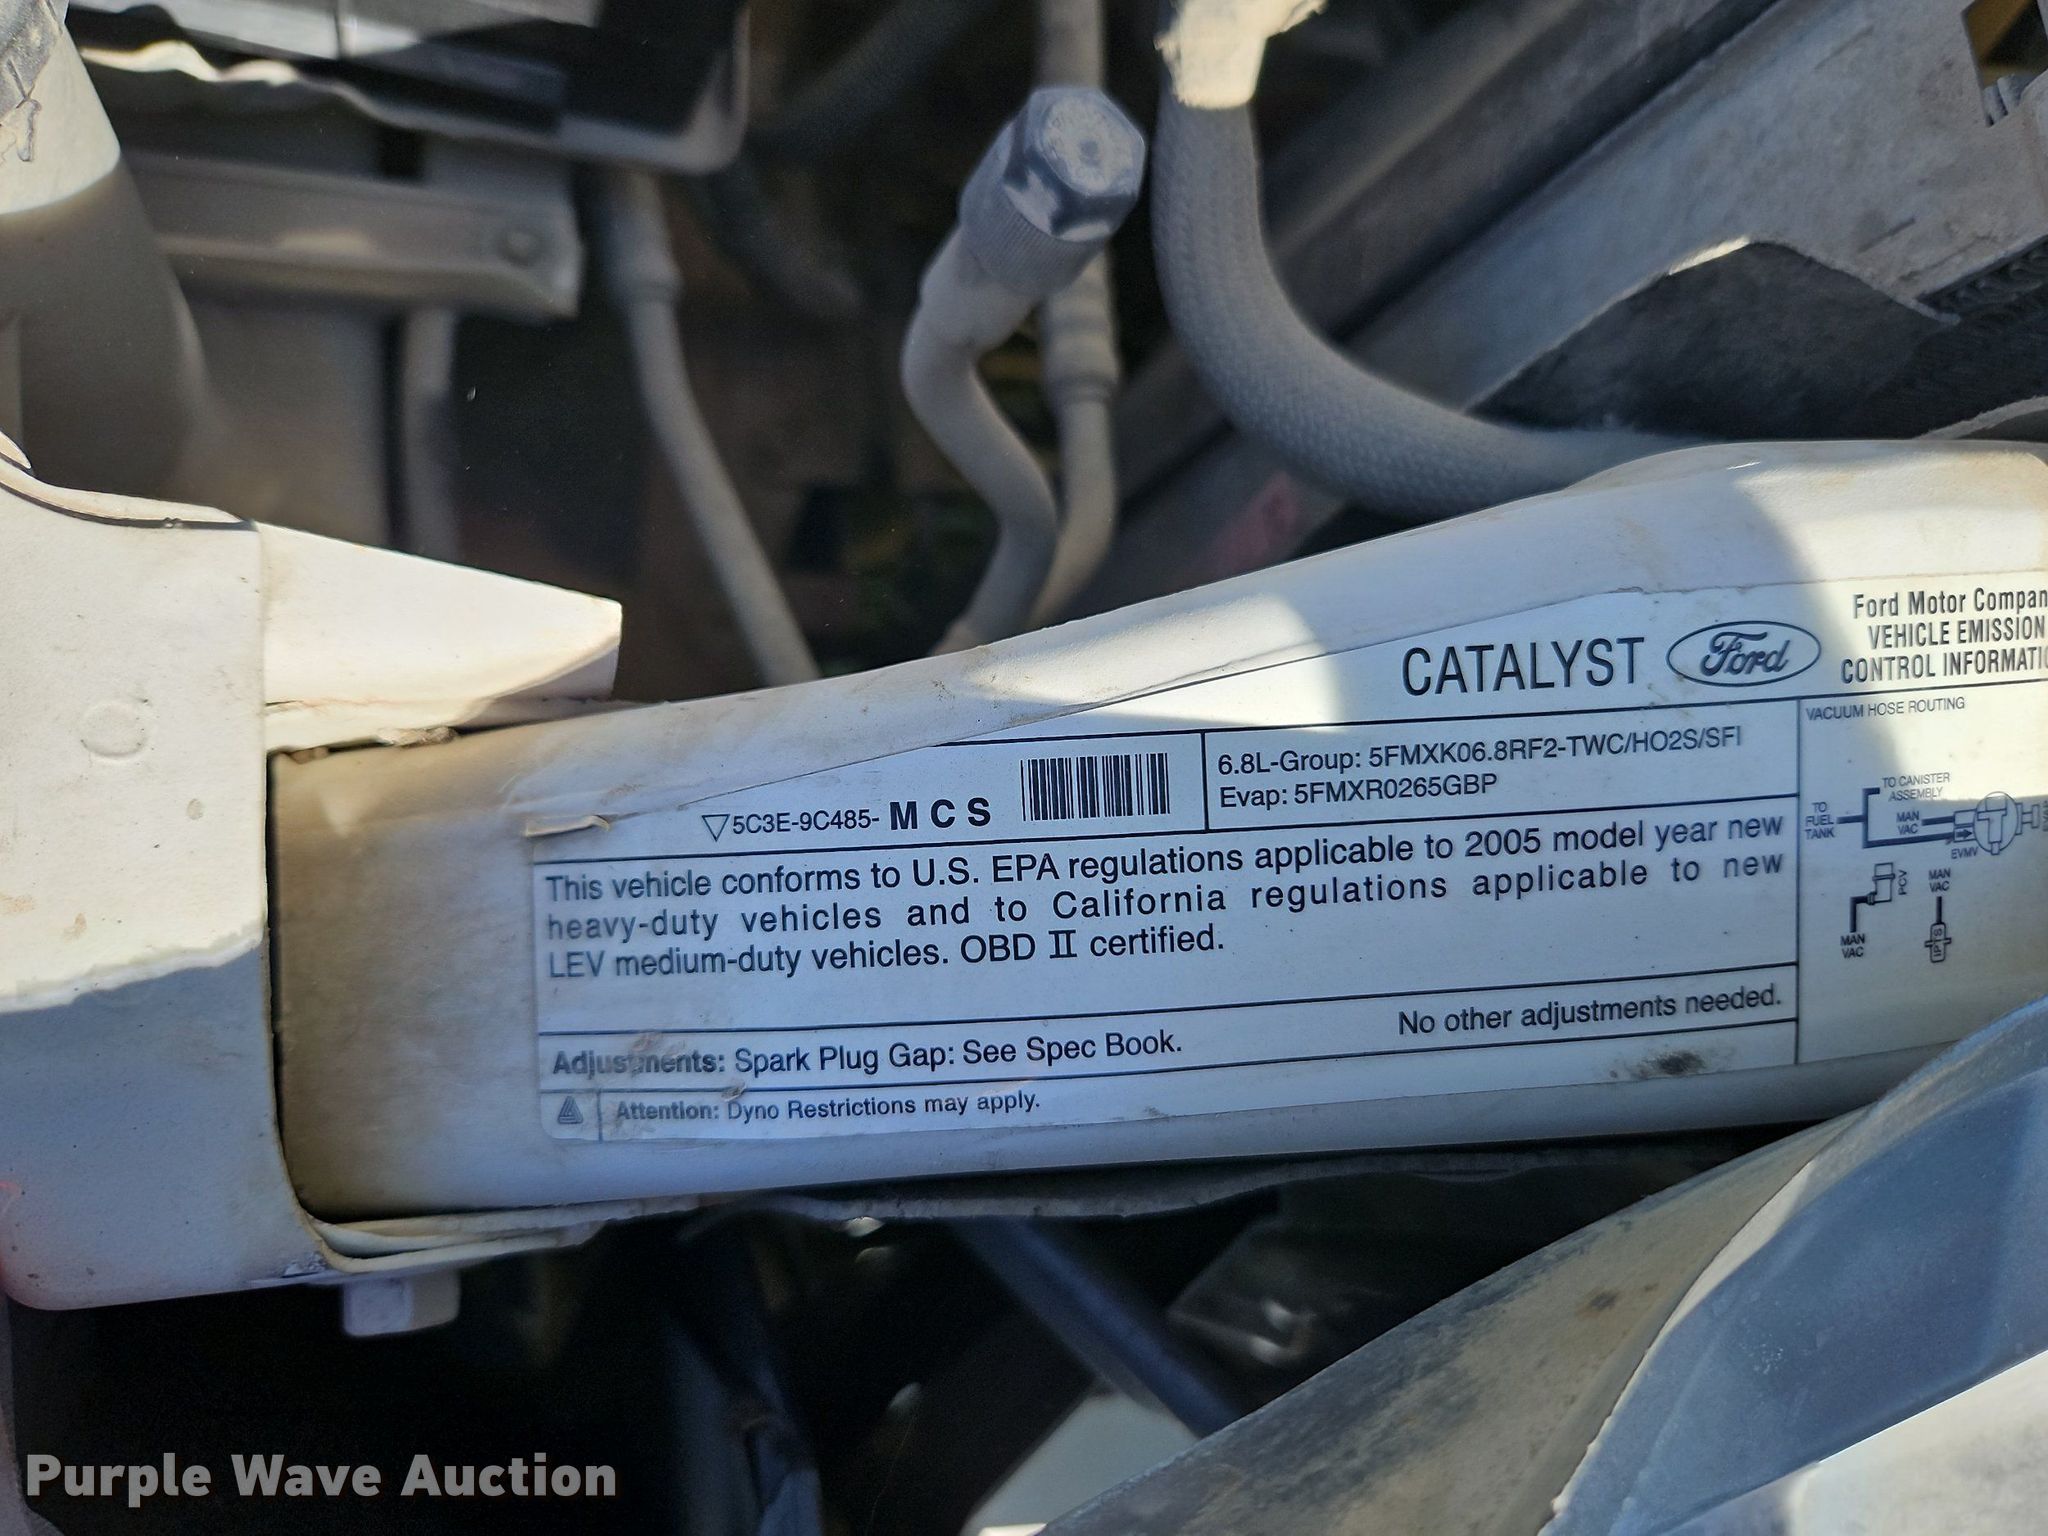 CATALYST
Ford
Ford Motor Compan
VEHICLE EMISSION
CONTROL INFORMATIO
5C3E-9C485- M C S
6.8L-Group: 5FMXK06.8RF2-TWC/HO2S/SFI
Evap: 5FMXR0265GBP
This vehicle conforms to U.S. EPA regulations applicable to 2005 model year new
heavy-duty vehicles and to California regulations applicable to new
LEV medium-duty vehicles. OBD II certified.
Adjustments: Spark Plug Gap: See Spec Book.
No other adjustments needed.
Attention: Dyno Restrictions may apply.
VACUUM HOSE ROUTING
TO CANISTER
ASSEMBLY
TO
FUEL
TANK
MAN
VAC
EVMV
PCV
MAN
VAC
MAN
VAC
Purple Wave Auction